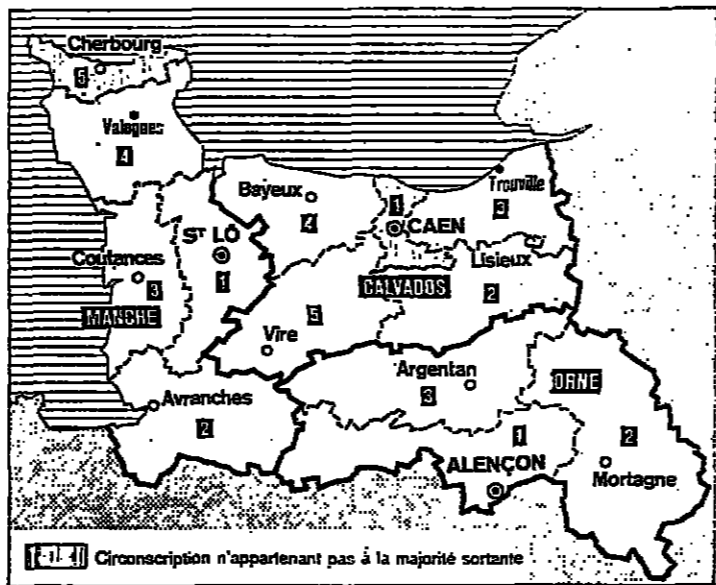 Cherbourg
5
Valognes
4
Bayeux
4
1
CAEN
Trouville
3
ST LÔ
1
Coutances
3
MANCHE
Lisieux
CALVADOS
2
5
Vire
Argentan
3
ORNE
Avranches
2
1
2
ALENÇON
Mortagne
Circonscription n'appartenant pas à la majorité sortante